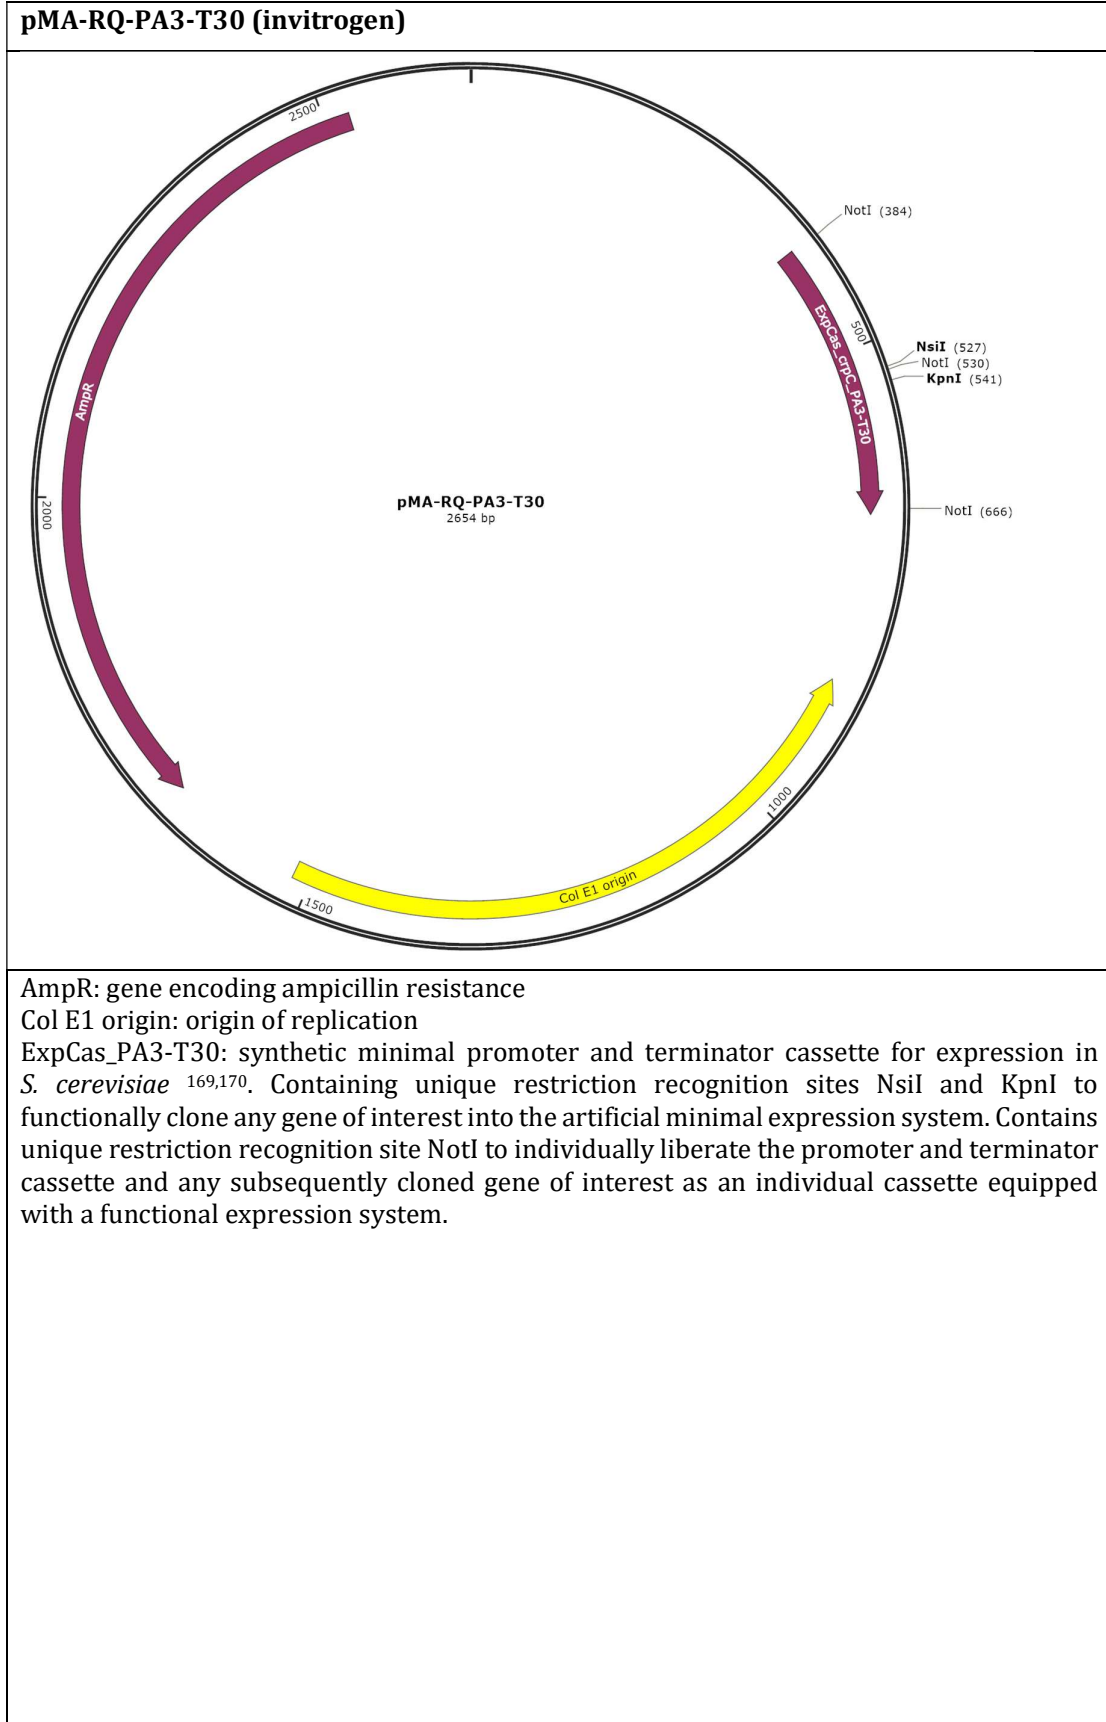 pMA-RQ-PA3-T30 (invitrogen)
2500
NotI (384)
500
ExpCas_crpC_PA3-T30
NsiI (527)
NotI (530)
KpnI (541)
AmpR
2000
pMA-RQ-PA3-T30
2654 bp
NotI (666)
1000
Col E1 origin
1500
AmpR: gene encoding ampicillin resistance
Col E1 origin: origin of replication
ExpCas_PA3-T30: synthetic minimal promoter and terminator cassette for expression in
S. cerevisiae 169,170. Containing unique restriction recognition sites NsiI and KpnI to
functionally clone any gene of interest into the artificial minimal expression system. Contains
unique restriction recognition site NotI to individually liberate the promoter and terminator
cassette and any subsequently cloned gene of interest as an individual cassette equipped
with a functional expression system.